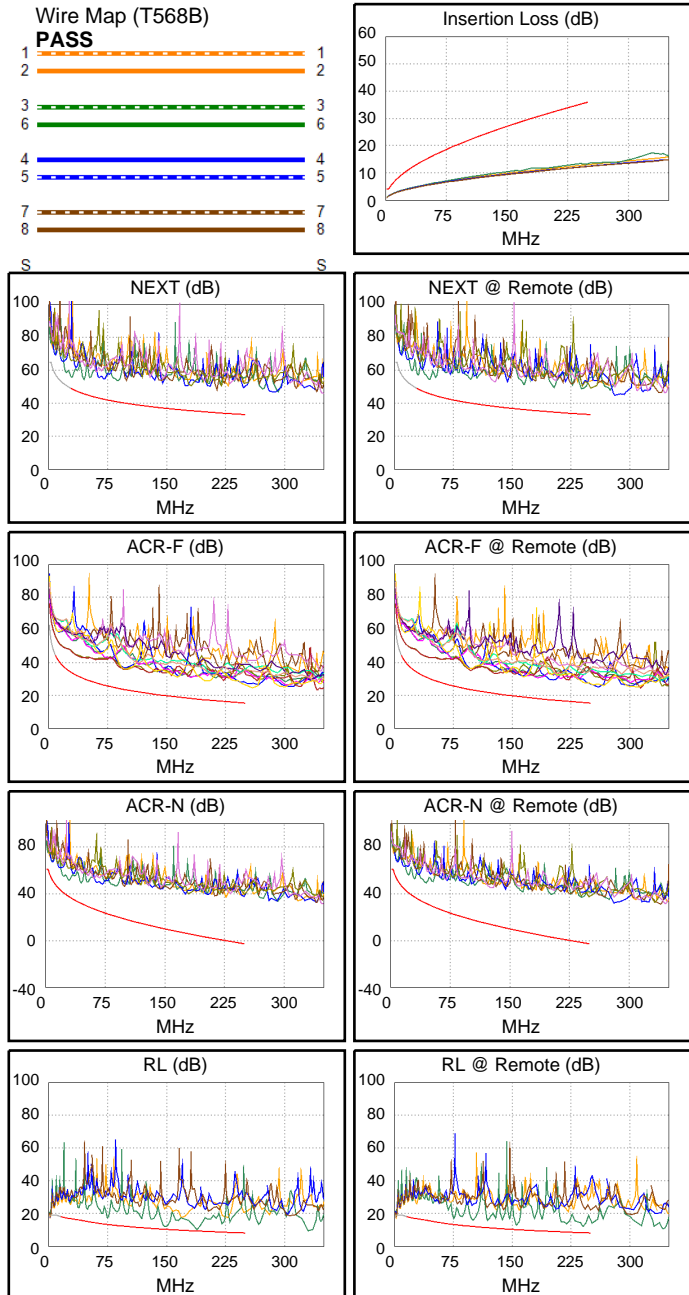 Wire Map (T568B)
PASS
1 1
2 2
3 3
6 6
4 4
5 5
7 7
8 8
S S
Insertion Loss (dB)
60
50
40
30
20
10
0
0 75 150 225 300
MHz
NEXT (dB)
100
80
60
40
20
0
0 75 150 225 300
MHz
NEXT @ Remote (dB)
100
80
60
40
20
0
0 75 150 225 300
MHz
ACR-F (dB)
100
80
60
40
20
0
0 75 150 225 300
MHz
ACR-F @ Remote (dB)
100
80
60
40
20
0
0 75 150 225 300
MHz
ACR-N (dB)
80
40
0
-40
0 75 150 225 300
MHz
ACR-N @ Remote (dB)
80
40
0
-40
0 75 150 225 300
MHz
RL (dB)
100
80
60
40
20
0
0 75 150 225 300
MHz
RL @ Remote (dB)
100
80
60
40
20
0
0 75 150 225 300
MHz